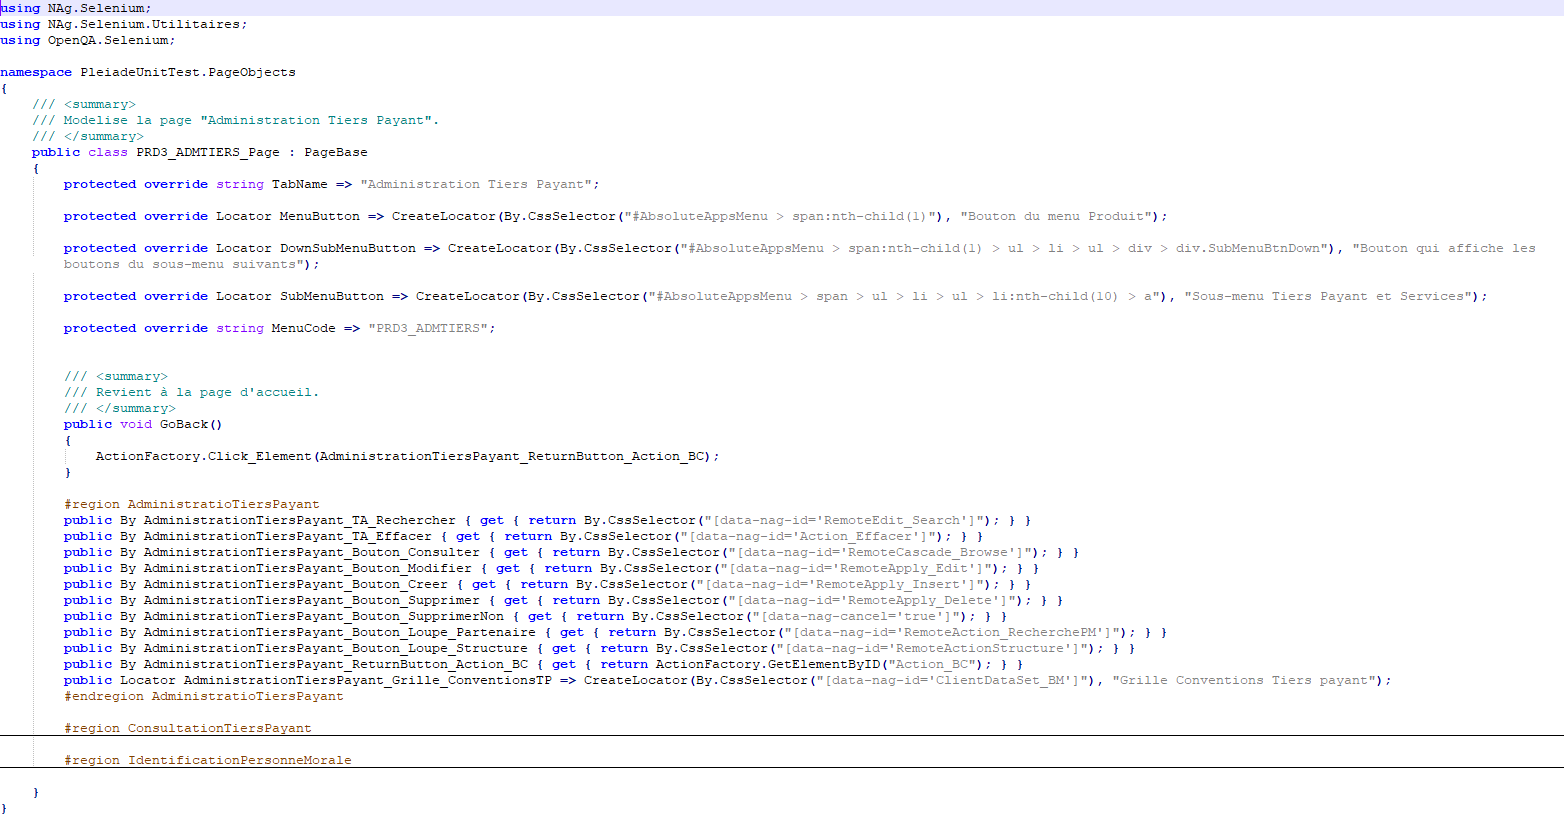 using NAg.Selenium;
using NAg.Selenium.Utilitaires;
using OpenQA.Selenium;
namespace PleiadeUnitTest.PageObjects
{
/// <summary>
/// Modelise la page "Administration Tiers Payant".
/// </summary>
public class PRD3_ADMTIERS_Page : PageBase
{
protected override string TabName => "Administration Tiers Payant";
protected override Locator MenuButton => CreateLocator(By.CssSelector("#AbsoluteAppsMenu > span:nth-child(1)"), "Bouton du menu Produit");
protected override Locator DownSubMenuButton => CreateLocator(By.CssSelector("#AbsoluteAppsMenu > span:nth-child(1) > ul > li > ul > div > div.SubMenuBtnDown"), "Bouton qui affiche les
boutons du sous-menu suivants");
protected override Locator SubMenuButton => CreateLocator(By.CssSelector("#AbsoluteAppsMenu > span > ul > li > ul > li:nth-child(10) > a"), "Sous-menu Tiers Payant et Services");
protected override string MenuCode => "PRD3_ADMTIERS";
/// <summary>
/// Revient à la page d'accueil.
/// </summary>
public void GoBack()
{
ActionFactory.Click_Element(AdministrationTiersPayant_ReturnButton_Action_BC);
}
#region AdministratioTiersPayant
public By AdministrationTiersPayant_TA_Rechercher { get { return By.CssSelector("[data-nag-id='RemoteEdit_Search']"); } }
public By AdministrationTiersPayant_TA_Effacer { get { return By.CssSelector("[data-nag-id='Action_Effacer']"); } }
public By AdministrationTiersPayant_Bouton_Consulter { get { return By.CssSelector("[data-nag-id='RemoteCascade_Browse']"); } }
public By AdministrationTiersPayant_Bouton_Modifier { get { return By.CssSelector("[data-nag-id='RemoteApply_Edit']"); } }
public By AdministrationTiersPayant_Bouton_Creer { get { return By.CssSelector("[data-nag-id='RemoteApply_Insert']"); } }
public By AdministrationTiersPayant_Bouton_Supprimer { get { return By.CssSelector("[data-nag-id='RemoteApply_Delete']"); } }
public By AdministrationTiersPayant_Bouton_SupprimerNon { get { return By.CssSelector("[data-nag-cancel='true']"); } }
public By AdministrationTiersPayant_Bouton_Loupe_Partenaire { get { return By.CssSelector("[data-nag-id='RemoteAction_RecherchePM']"); } }
public By AdministrationTiersPayant_Bouton_Loupe_Structure { get { return By.CssSelector("[data-nag-id='RemoteActionStructure']"); } }
public By AdministrationTiersPayant_ReturnButton_Action_BC { get { return ActionFactory.GetElementByID("Action_BC"); } }
public Locator AdministrationTiersPayant_Grille_ConventionsTP => CreateLocator(By.CssSelector("[data-nag-id='ClientDataSet_BM']"), "Grille Conventions Tiers payant");
#endregion AdministratioTiersPayant
#region ConsultationTiersPayant
#region IdentificationPersonneMorale
}
}